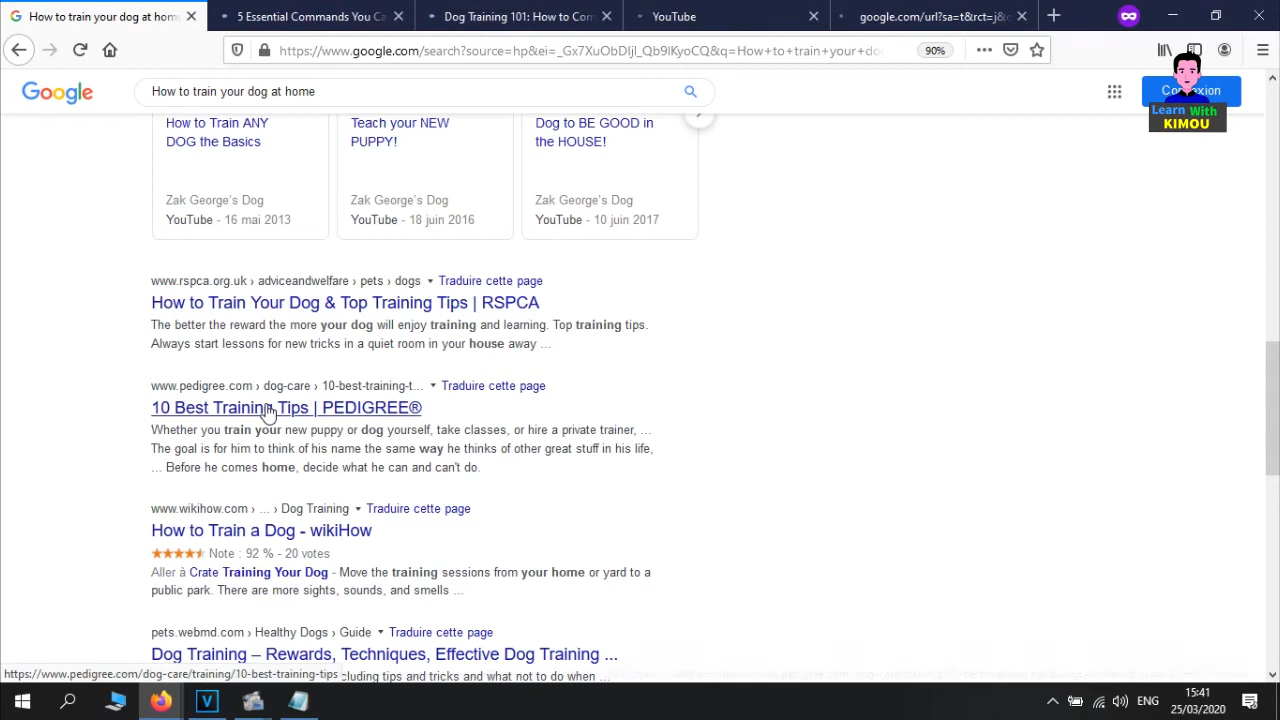 How to train your dog at home
5 Essential Commands You Ca
Dog Training 101: How to Com
YouTube
google.com/url?sa=t&rct=j&
https://www.google.com/search?source=hp&ei=_Gx7XuObDIjl_Qb9lKyoCQ&q=How+to+train+your+do
90%
Google
How to train your dog at home
Connexion
Learn With
KIMOU
How to Train ANY
DOG the Basics
Zak George's Dog
YouTube - 16 mai 2013
Teach your NEW
PUPPY!
Zak George's Dog
YouTube - 18 juin 2016
Dog to BE GOOD in
the HOUSE!
Zak George's Dog
YouTube - 10 juin 2017
www.rspca.org.uk › adviceandwelfare › pets › dogs ▾ Traduire cette page
How to Train Your Dog & Top Training Tips | RSPCA
The better the reward the more your dog will enjoy training and learning. Top training tips.
Always start lessons for new tricks in a quiet room in your house away ...
www.pedigree.com › dog-care › 10-best-training-t... ▾ Traduire cette page
10 Best Training Tips | PEDIGREE®
Whether you train your new puppy or dog yourself, take classes, or hire a private trainer, ...
The goal is for him to think of his name the same way he thinks of other great stuff in his life,
... Before he comes home, decide what he can and can't do.
www.wikihow.com › ... › Dog Training ▾ Traduire cette page
How to Train a Dog - wikiHow
Note : 92 % - 20 votes
Aller à Crate Training Your Dog - Move the training sessions from your home or yard to a
public park. There are more sights, sounds, and smells ...
pets.webmd.com › Healthy Dogs › Guide ▾ Traduire cette page
Dog Training – Rewards, Techniques, Effective Dog Training ...
https://www.pedigree.com/dog-care/training/10-best-training-tips
cluding tips and tricks and what not to do when ...
ENG
15:41
25/03/2020